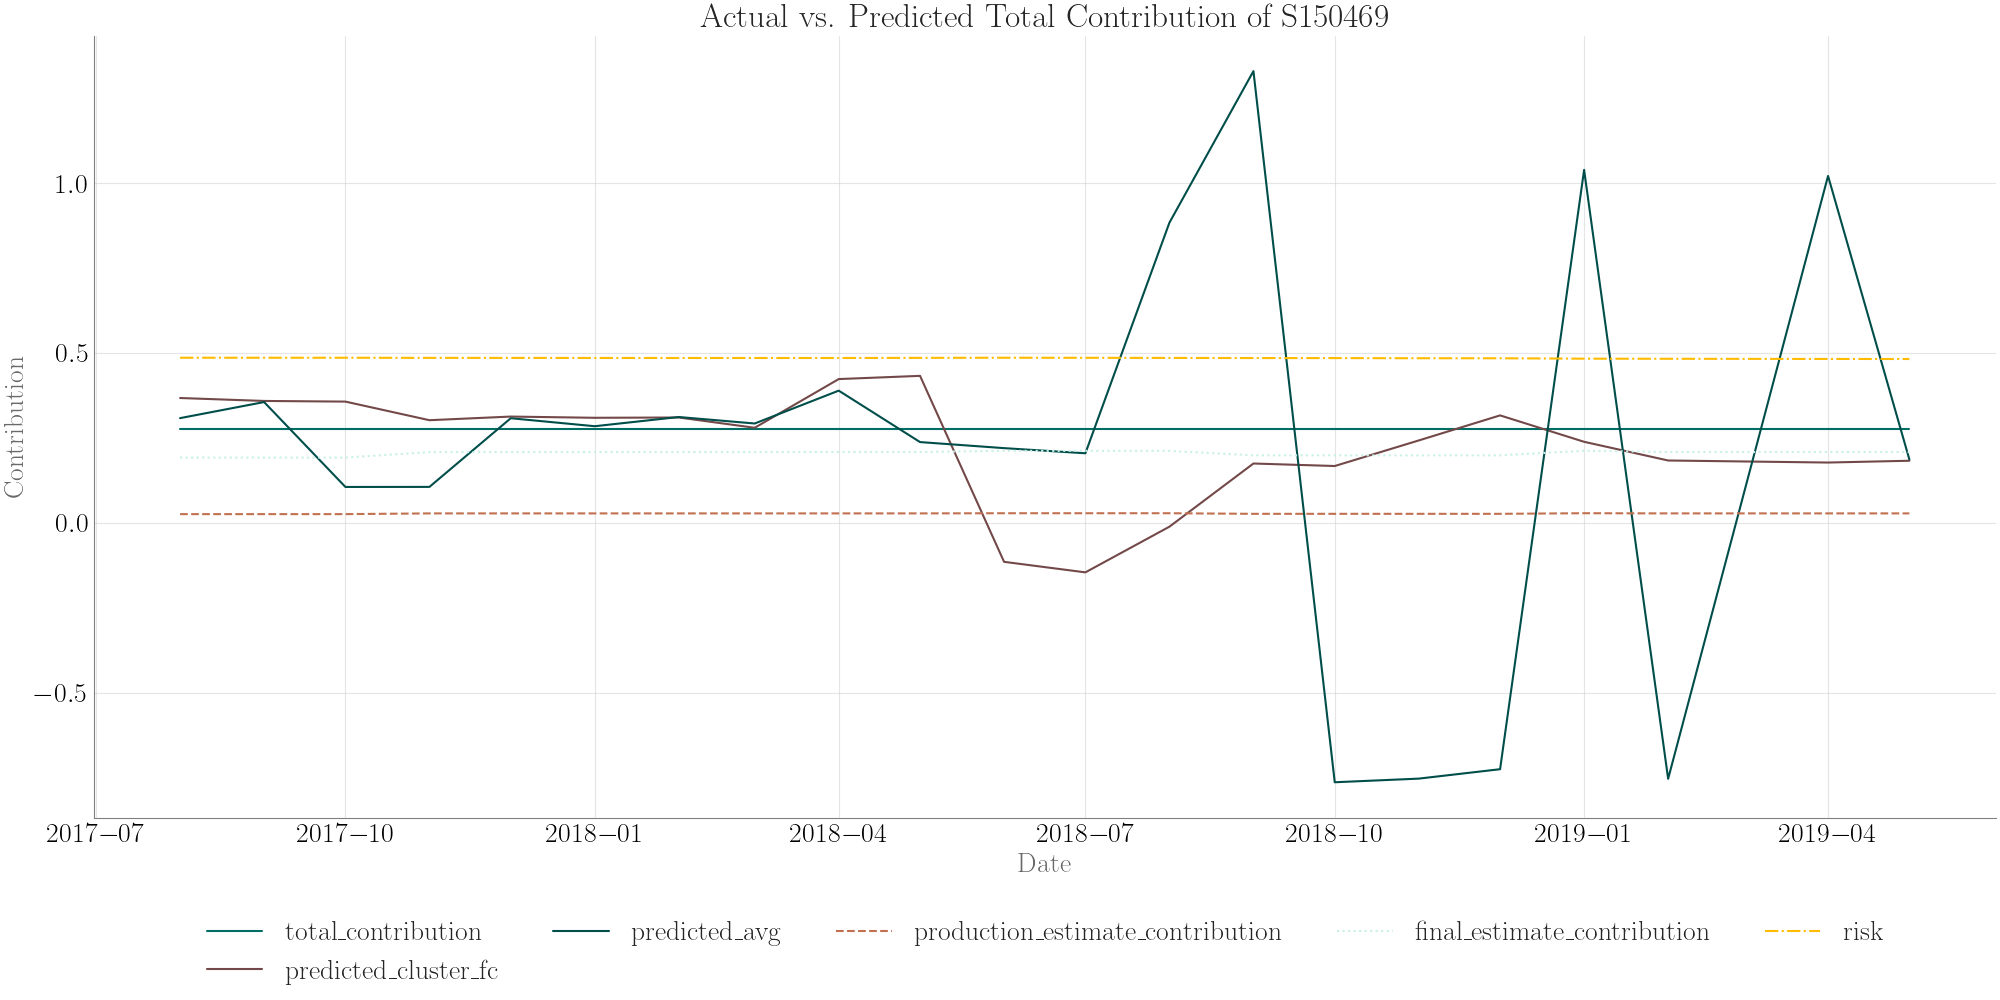 Actual vs. Predicted Total Contribution of S150469
Contribution
1.0
0.5
0.0
−0.5
2017−07 2017−10 2018−01 2018−04 2018−07 2018−10 2019−01 2019−04
Date
total_contribution predicted_avg production_estimate_contribution final_estimate_contribution risk
predicted_cluster_fc